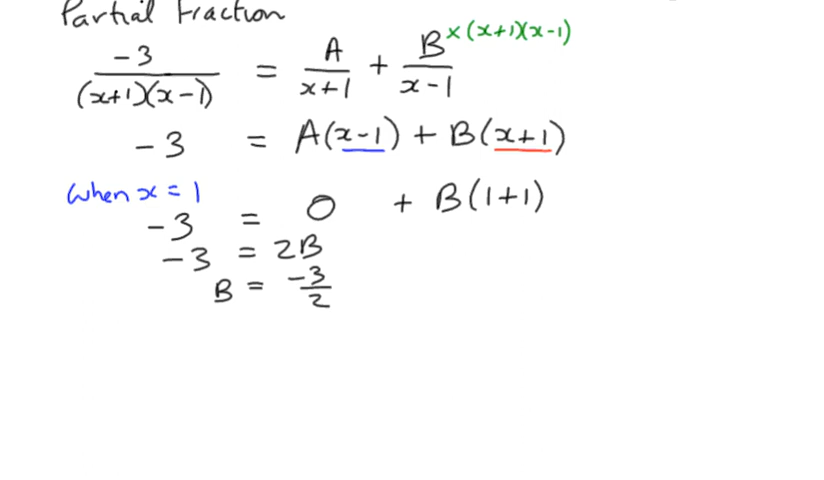 Partial Fraction
-3/((x+1)(x-1)) = A/(x+1) + B/(x-1) ×(x+1)(x-1)
-3 = A(x-1) + B(x+1)
When x = 1
-3 = 0 + B(1+1)
-3 = 2B
B = -3/2